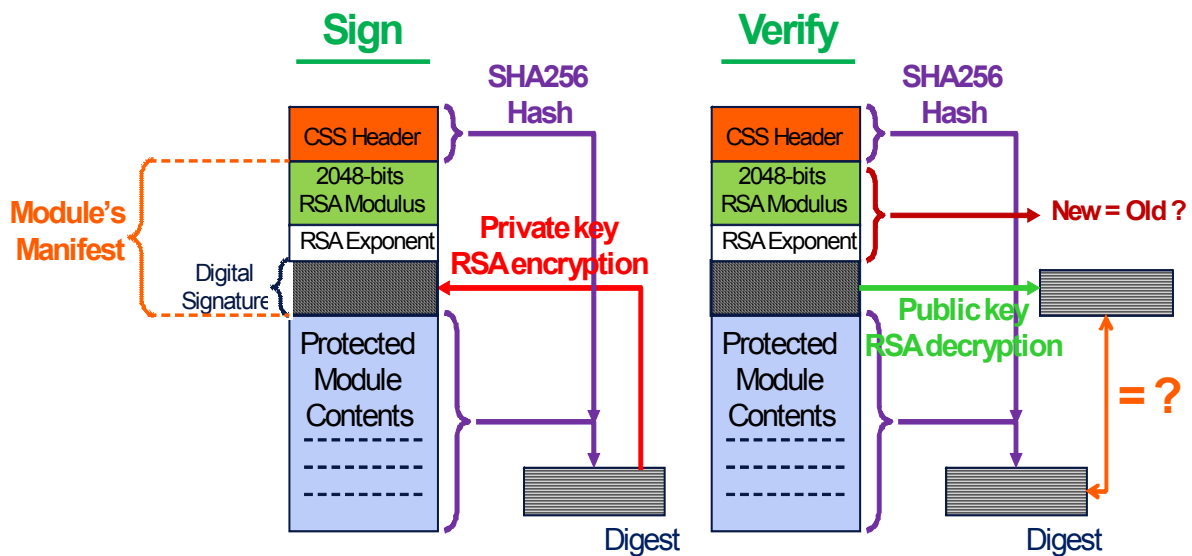 Sign
SHA256
Hash
CSS Header
2048-bits
RSA Modulus
RSA Exponent
Module's
Manifest
Digital
Signature
Private key
RSA encryption
Protected
Module
Contents
Digest
Verify
SHA256
Hash
CSS Header
2048-bits
RSA Modulus
RSA Exponent
New = Old ?
Public key
RSA decryption
Protected
Module
Contents
= ?
Digest